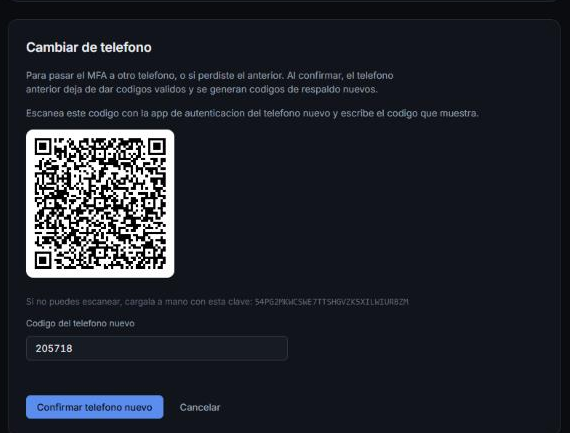 Cambiar de telefono
Para pasar el MFA a otro telefono, o si perdiste el anterior. Al confirmar, el telefono
anterior deja de dar codigos validos y se generan codigos de respaldo nuevos.
Escanea este codigo con la app de autenticacion del telefono nuevo y escribe el codigo que muestra.
Si no puedes escanear, cargala a mano con esta clave:
Codigo del telefono nuevo
205718
Confirmar telefono nuevo
Cancelar